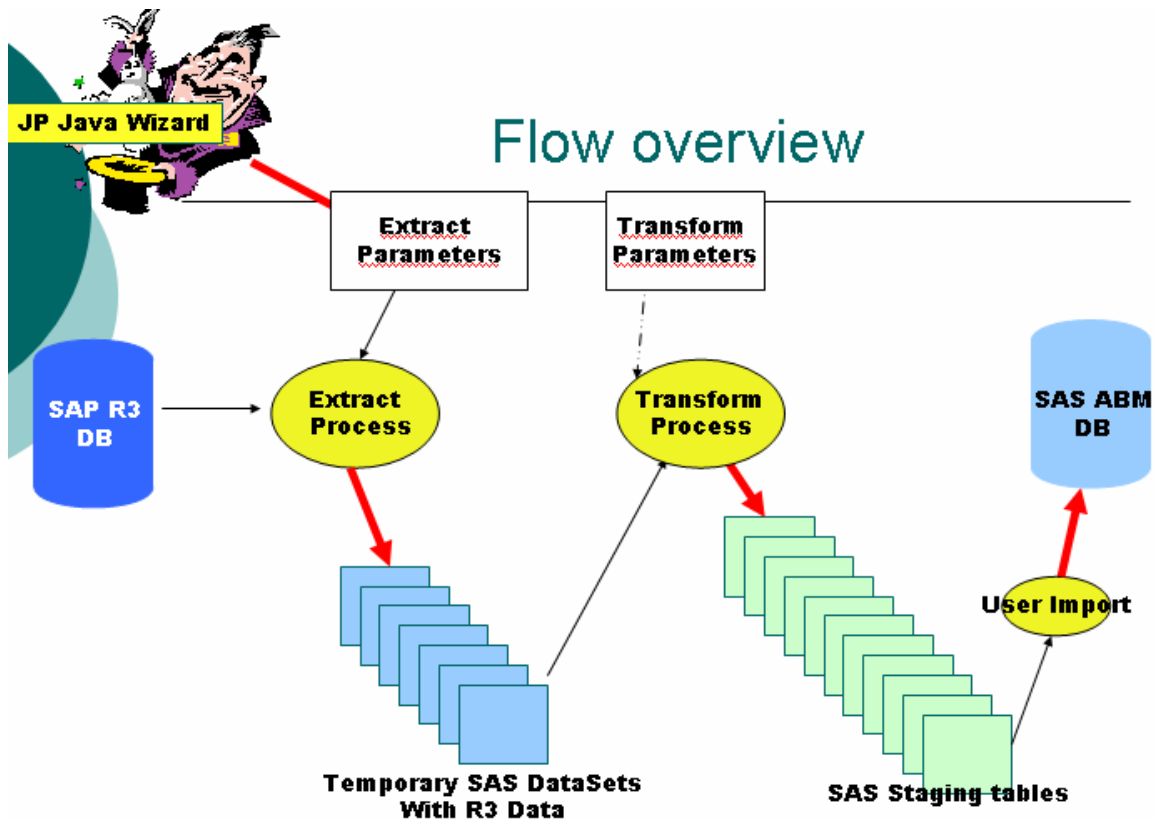 JP Java Wizard
Flow overview
Extract
Parameters
Transform
Parameters
SAP R3
DB
Extract
Process
Transform
Process
SAS ABM
DB
User Import
Temporary SAS DataSets
With R3 Data
SAS Staging tables